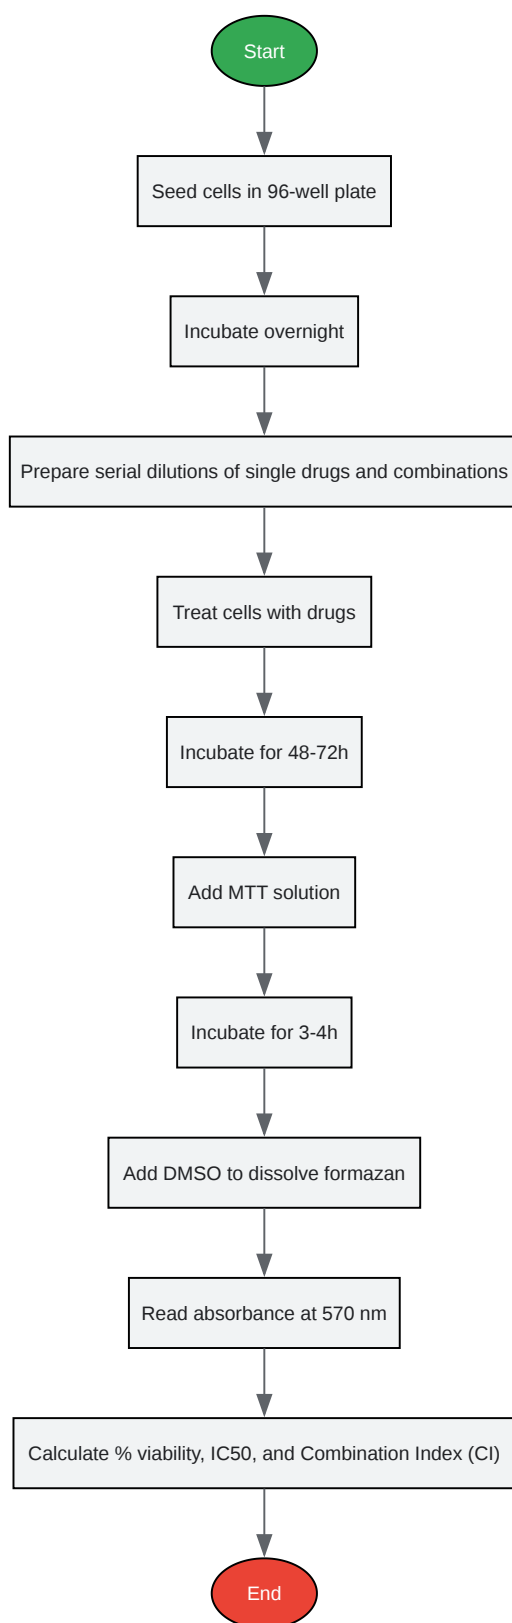 Start
Seed cells in 96-well plate
Incubate overnight
Prepare serial dilutions of single drugs and combinations
Treat cells with drugs
Incubate for 48-72h
Add MTT solution
Incubate for 3-4h
Add DMSO to dissolve formazan
Read absorbance at 570 nm
Calculate % viability, IC50, and Combination Index (CI)
End